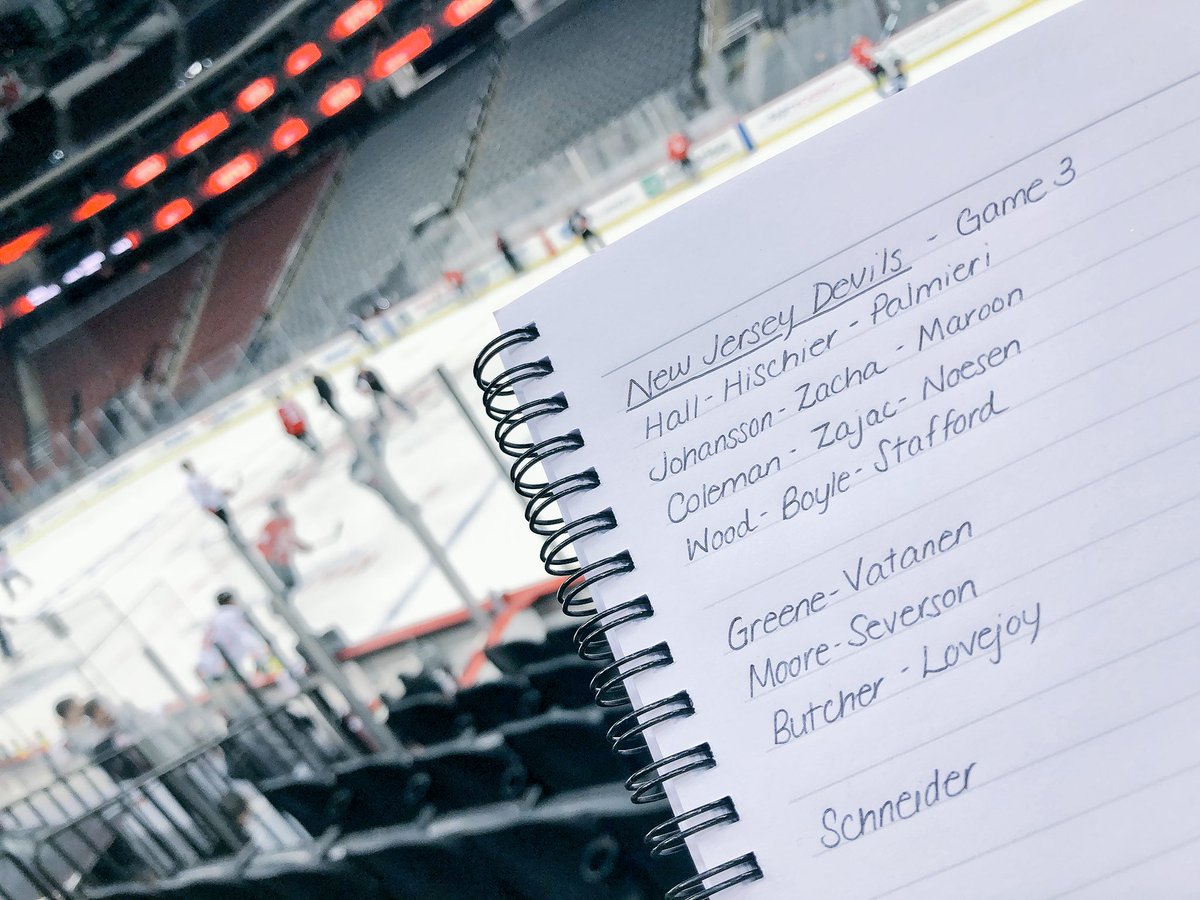 New Jersey Devils - Game 3
Hall - Hischier - Palmieri
Johansson - Zacha - Maroon
Coleman - Zajac - Noesen
Wood - Boyle - Stafford
Greene - Vatanen
Moore - Severson
Butcher - Lovejoy
Schneider